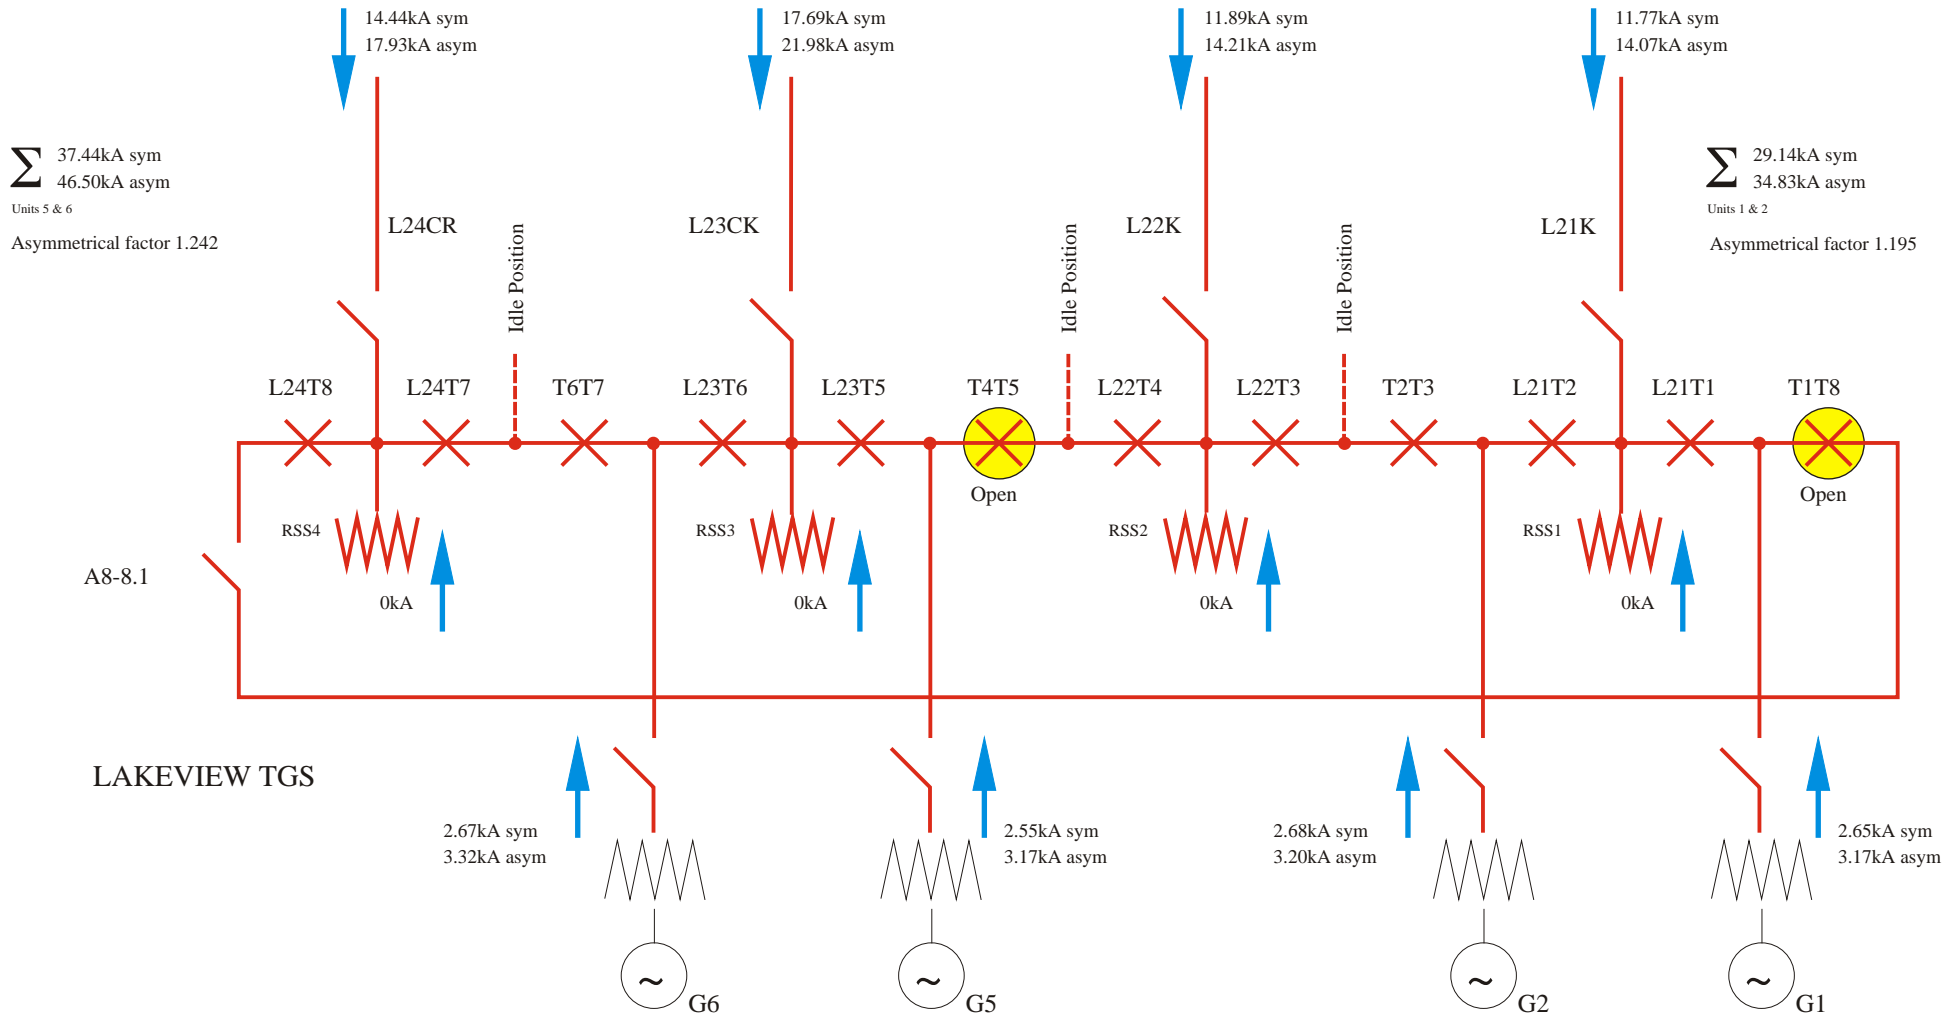 14.44kA sym
17.93kA asym
17.69kA sym
21.98kA asym
11.89kA sym
14.21kA asym
11.77kA sym
14.07kA asym
Σ 37.44kA sym
46.50kA asym
Units 5 & 6
Asymmetrical factor 1.242
Σ 29.14kA sym
34.83kA asym
Units 1 & 2
Asymmetrical factor 1.195
L24CR
Idle Position
L23CK
Idle Position
L22K
Idle Position
L21K
L24T8
L24T7
T6T7
L23T6
L23T5
T4T5
L22T4
L22T3
T2T3
L21T2
L21T1
T1T8
Open
Open
RSS4
RSS3
RSS2
RSS1
A8-8.1
0kA
0kA
0kA
0kA
LAKEVIEW TGS
2.67kA sym
3.32kA asym
2.55kA sym
3.17kA asym
2.68kA sym
3.20kA asym
2.65kA sym
3.17kA asym
~
~
~
~
G6
G5
G2
G1